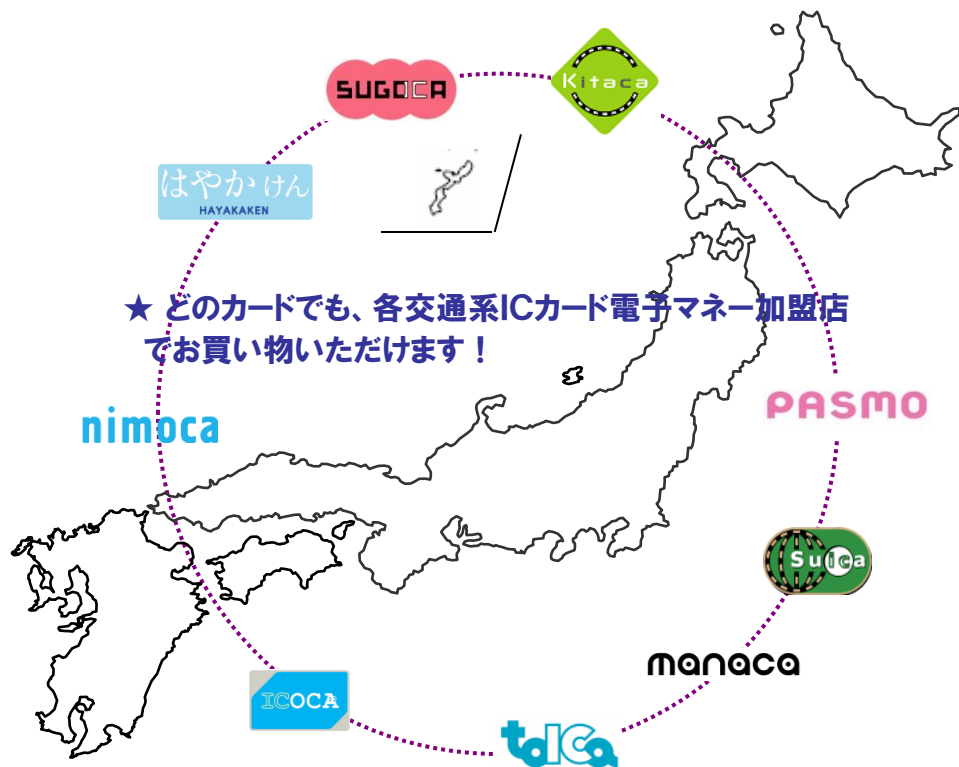 Kitaca
SUGOCA
はやかけん
HAYAKAKEN
★ どのカードでも、各交通系ICカード電子マネー加盟店
でお買い物いただけます！
PASMO
nimoca
Suica
manaca
ICOCA
toICa